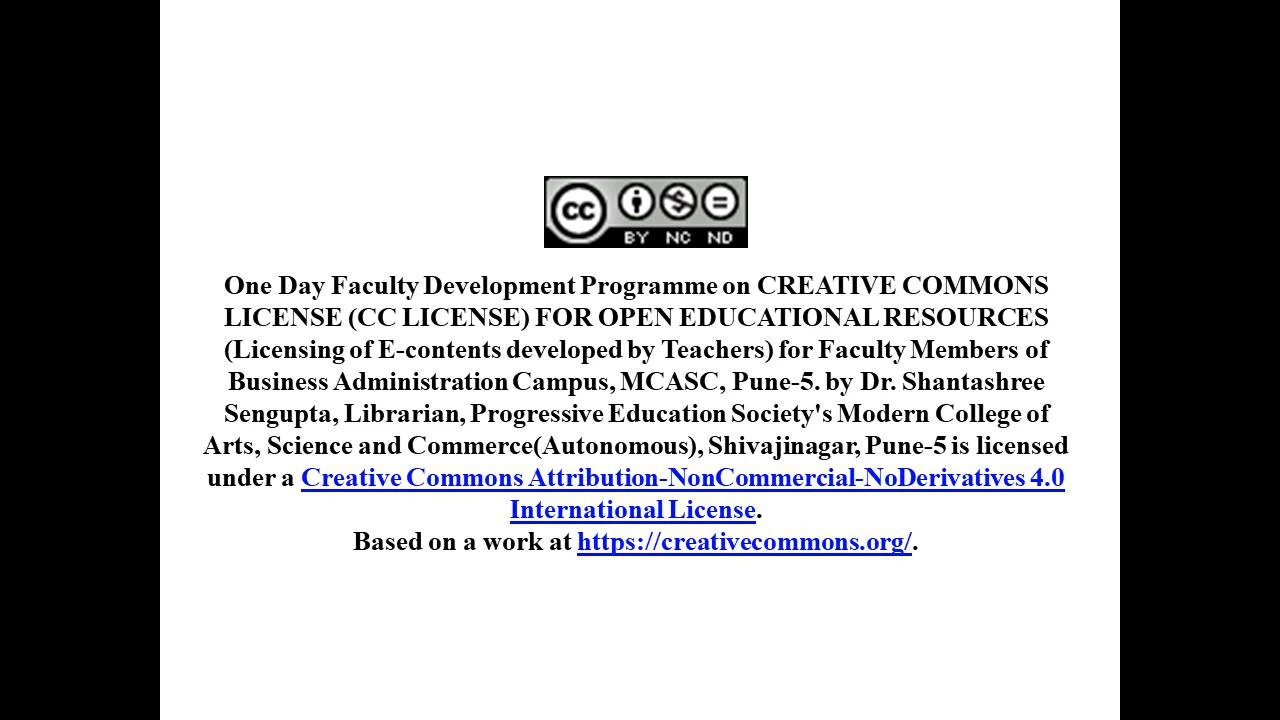 cc
BY NC ND
One Day Faculty Development Programme on CREATIVE COMMONS
LICENSE (CC LICENSE) FOR OPEN EDUCATIONAL RESOURCES
(Licensing of E-contents developed by Teachers) for Faculty Members of
Business Administration Campus, MCASC, Pune-5. by Dr. Shantashree
Sengupta, Librarian, Progressive Education Society's Modern College of
Arts, Science and Commerce(Autonomous), Shivajinagar, Pune-5 is licensed
under a Creative Commons Attribution-NonCommercial-NoDerivatives 4.0
International License.
Based on a work at https://creativecommons.org/.